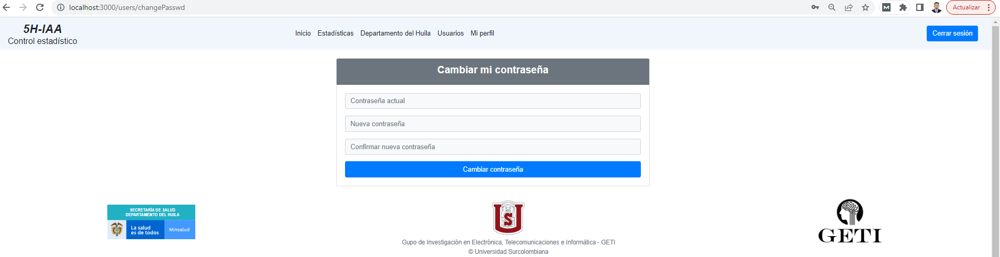 localhost:3000/users/changePasswd
M
Actualizar
5H-IAA
Control estadístico
Inicio Estadísticas Departamento del Huila Usuarios Mi perfil
Cerrar sesión
Cambiar mi contraseña
Contraseña actual
Nueva contraseña
Confirmar nueva contraseña
Cambiar contraseña
SECRETARÍA DE SALUD
DEPARTAMENTO DEL HUILA
La salud
es de todos
Minsalud
U
S
GETI
Gupo de Investigación en Electrónica, Telecomunicaciones e Informática - GETI
© Universidad Surcolombiana